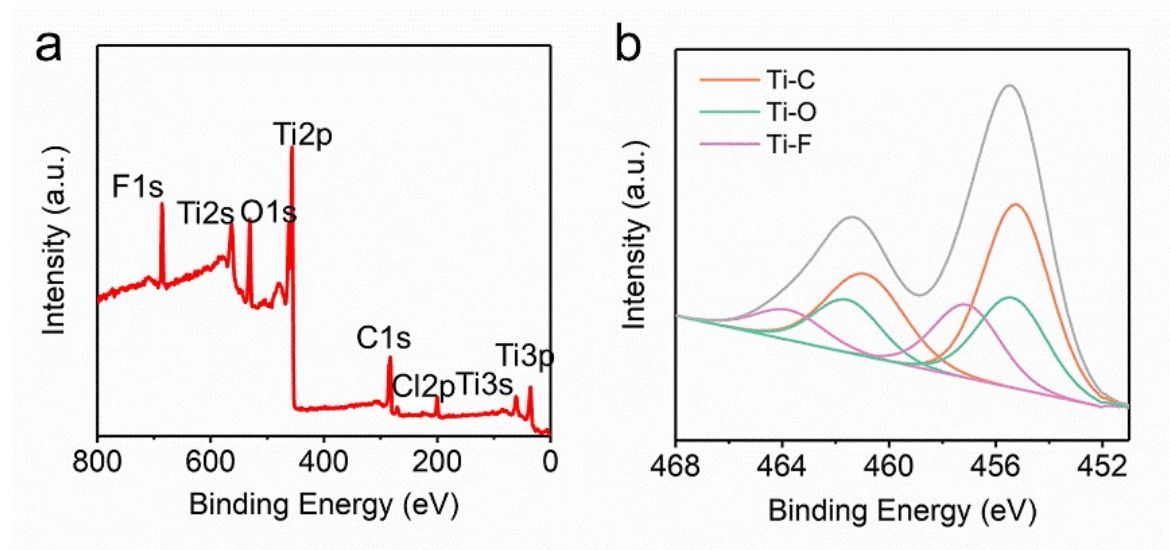 a
Intensity (a.u.)
F1s
Ti2s
O1s
Ti2p
C1s
Cl2p
Ti3s
Ti3p
800
600
400
200
0
Binding Energy (eV)
b
Intensity (a.u.)
Ti-C
Ti-O
Ti-F
468
464
460
456
452
Binding Energy (eV)